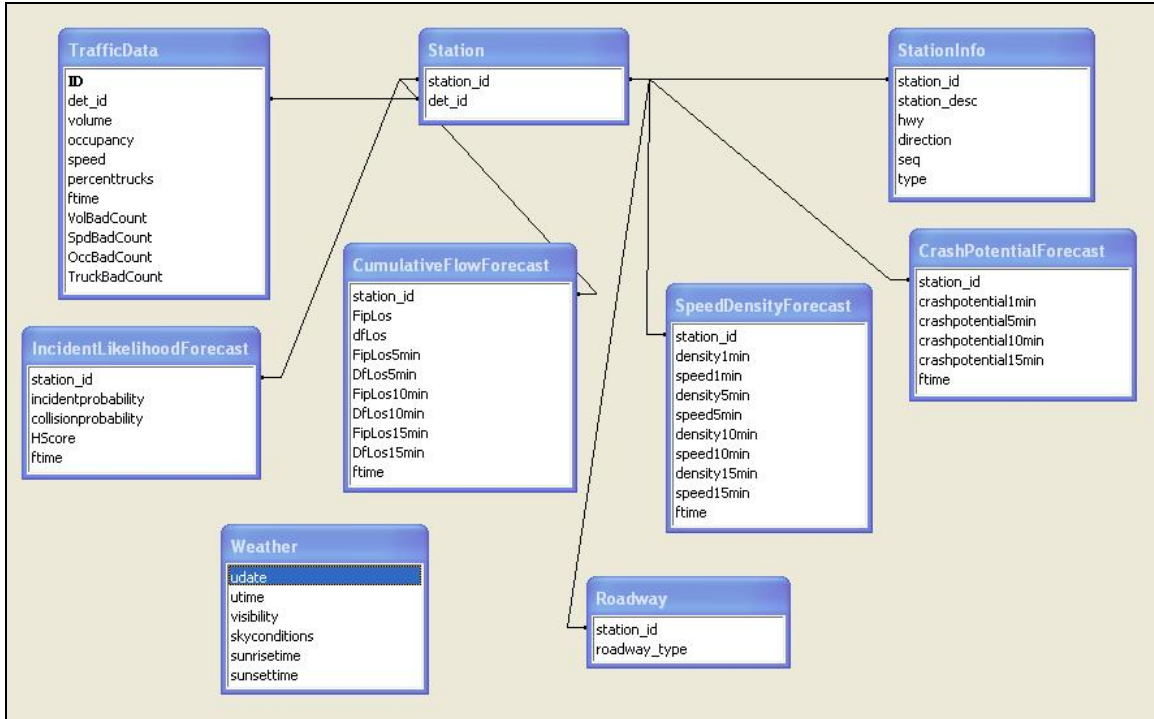 TrafficData
ID
det_id
volume
occupancy
speed
percenttrucks
ftime
VolBadCount
SpdBadCount
OccBadCount
TruckBadCount
Station
station_id
det_id
StationInfo
station_id
station_desc
hwy
direction
seq
type
IncidentLikelihoodForecast
station_id
incidentprobability
collisionprobability
HScore
ftime
CumulativeFlowForecast
station_id
FipLos
dfLos
FipLos5min
DfLos5min
FipLos10min
DfLos10min
FipLos15min
DfLos15min
ftime
SpeedDensityForecast
station_id
density1min
speed1min
density5min
speed5min
density10min
speed10min
density15min
speed15min
ftime
CrashPotentialForecast
station_id
crashpotential1min
crashpotential5min
crashpotential10min
crashpotential15min
ftime
Weather
udate
utime
visibility
skyconditions
sunrisetime
sunsettime
Roadway
station_id
roadway_type